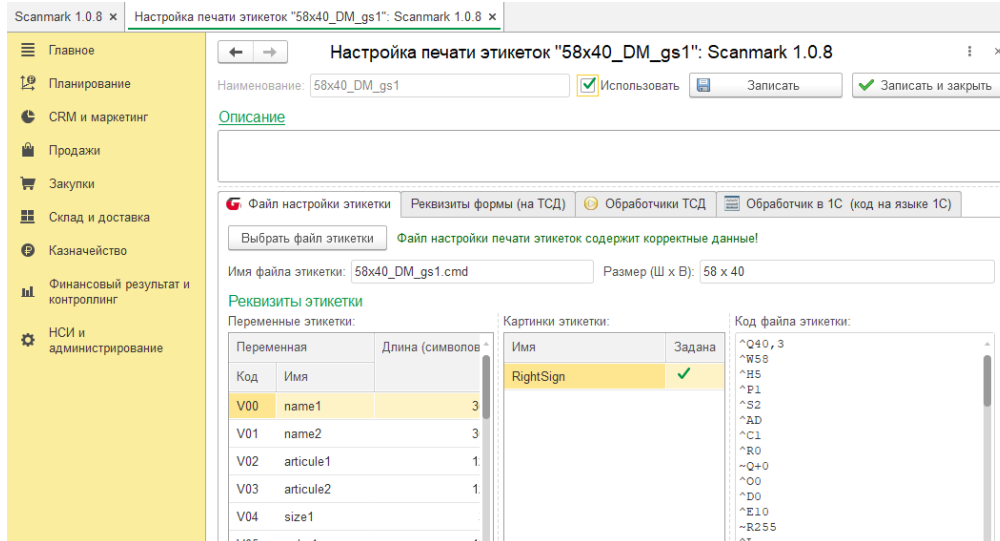 Scanmark 1.0.8 × Настройка печати этикеток "58x40_DM_gs1": Scanmark 1.0.8 ×
Главное
Планирование
CRM и маркетинг
Продажи
Закупки
Склад и доставка
Казначейство
Финансовый результат и
контроллинг
НСИ и
администрирование
Настройка печати этикеток "58x40_DM_gs1": Scanmark 1.0.8
Наименование: 58x40_DM_gs1 Использовать Записать Записать и закрыть
Описание
Файл настройки этикетки Реквизиты формы (на ТСД) Обработчики ТСД Обработчик в 1С (код на языке 1С)
Выбрать файл этикетки Файл настройки печати этикеток содержит корректные данные!
Имя файла этикетки: 58x40_DM_gs1.cmd Размер (Ш x В): 58 x 40
Реквизиты этикетки
Переменные этикетки:
Переменная Длина (символов
Код Имя
V00 name1 3
V01 name2 3
V02 articule1 1
V03 articule2 1
V04 size1
Картинки этикетки:
Имя Задана
RightSign
Код файла этикетки:
^Q40,3
^W58
^H5
^P1
^S2
^AD
^C1
^R0
~Q+0
^O0
^D0
^E10
~R255